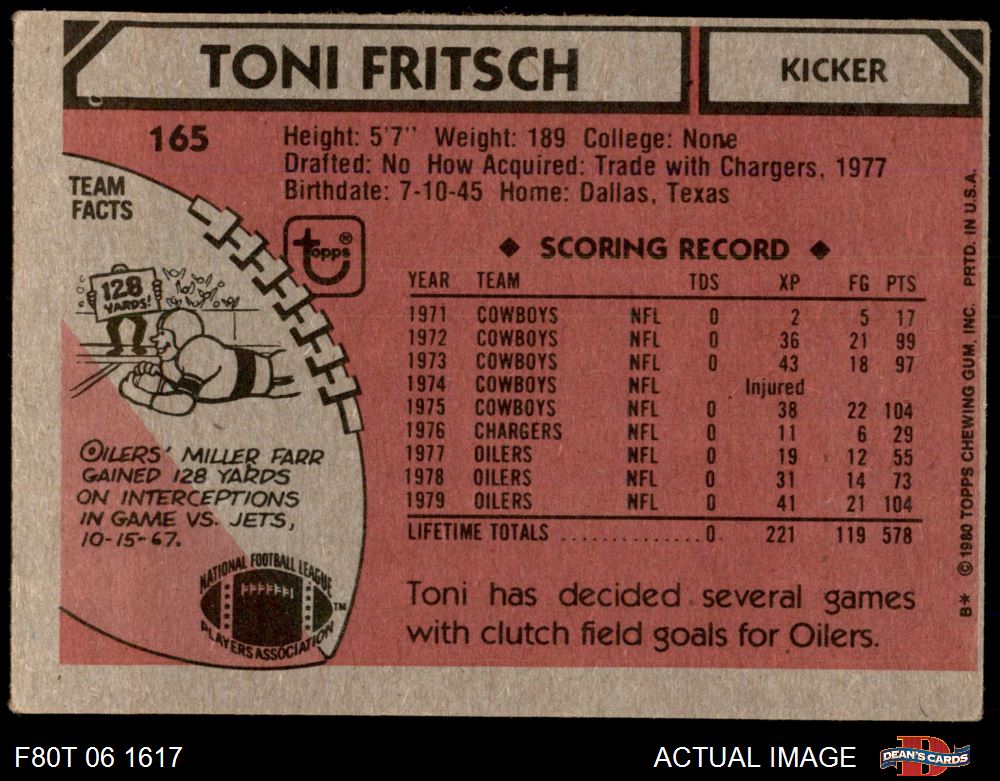 TONI FRITSCH
KICKER
165
Height: 5'7" Weight: 189 College: None
Drafted: No How Acquired: Trade with Chargers, 1977
Birthdate: 7-10-45 Home: Dallas, Texas
TEAM
FACTS
128
YARDS!
OILERS' MILLER FARR
GAINED 128 YARDS
ON INTERCEPTIONS
IN GAME VS. JETS,
10-15-67.
NATIONAL FOOTBALL LEAGUE
PLAYERS ASSOCIATION
TM
topps®
◆ SCORING RECORD ◆
YEAR TEAM TDS XP FG PTS
1971 COWBOYS NFL 0 2 5 17
1972 COWBOYS NFL 0 36 21 99
1973 COWBOYS NFL 0 43 18 97
1974 COWBOYS NFL Injured
1975 COWBOYS NFL 0 38 22 104
1976 CHARGERS NFL 0 11 6 29
1977 OILERS NFL 0 19 12 55
1978 OILERS NFL 0 31 14 73
1979 OILERS NFL 0 41 21 104
LIFETIME TOTALS ..............0 221 119 578
Toni has decided several games
with clutch field goals for Oilers.
B* © 1980 TOPPS CHEWING GUM, INC. PRTD. IN U.S.A.
F80T 06 1617
ACTUAL IMAGE
DEAN'S CARDS